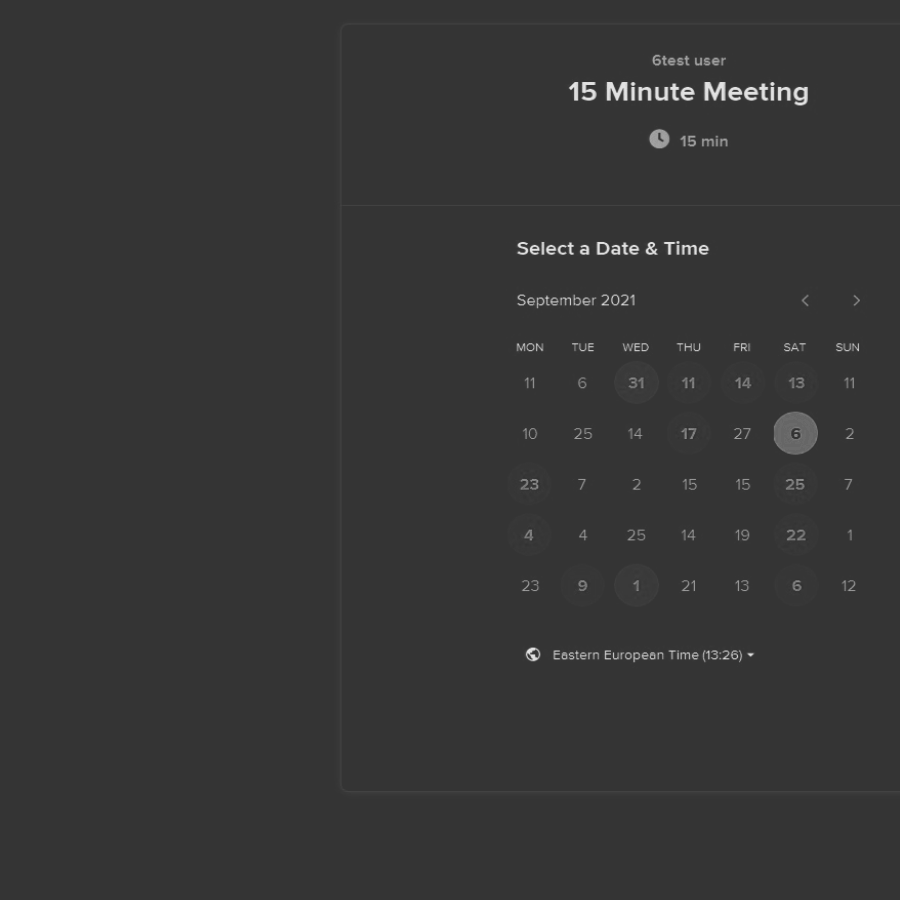 6test user
15 Minute Meeting
15 min
Select a Date & Time
September 2021
MON TUE WED THU FRI SAT SUN
11 6 31 11 14 13 11
10 25 14 17 27 6 2
23 7 2 15 15 25 7
4 4 25 14 19 22 1
23 9 1 21 13 6 12
Eastern European Time (13:26)